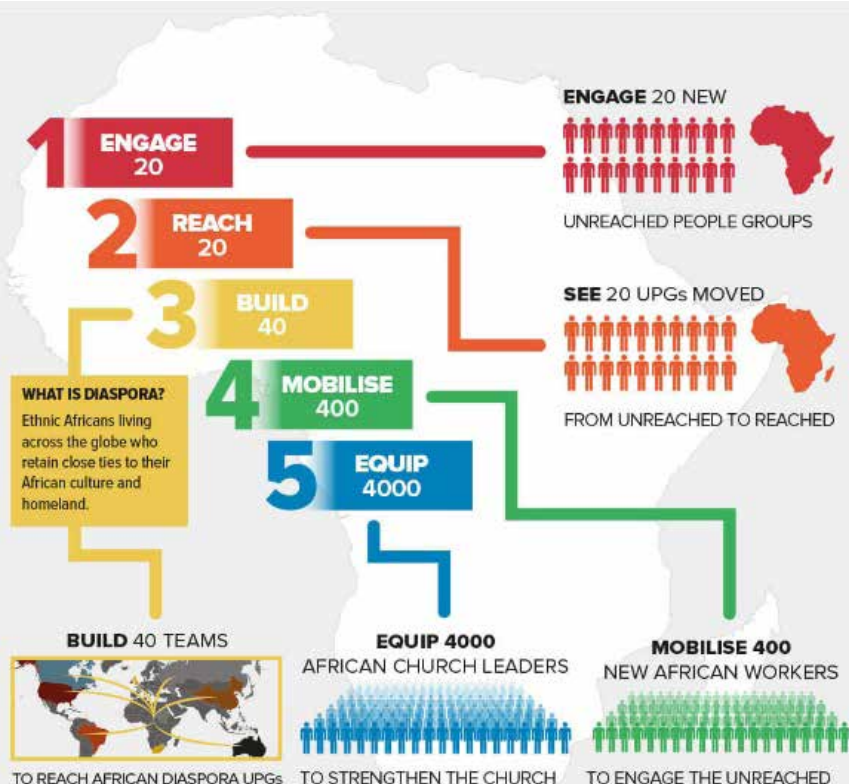 1
ENGAGE
20
ENGAGE 20 NEW
UNREACHED PEOPLE GROUPS
2
REACH
20
SEE 20 UPGs MOVED
FROM UNREACHED TO REACHED
3
BUILD
40
WHAT IS DIASPORA?
Ethnic Africans living
across the globe who
retain close ties to their
African culture and
homeland.
4
MOBILISE
400
5
EQUIP
4000
BUILD 40 TEAMS
TO REACH AFRICAN DIASPORA UPGs
EQUIP 4000
AFRICAN CHURCH LEADERS
TO STRENGTHEN THE CHURCH
MOBILISE 400
NEW AFRICAN WORKERS
TO ENGAGE THE UNREACHED